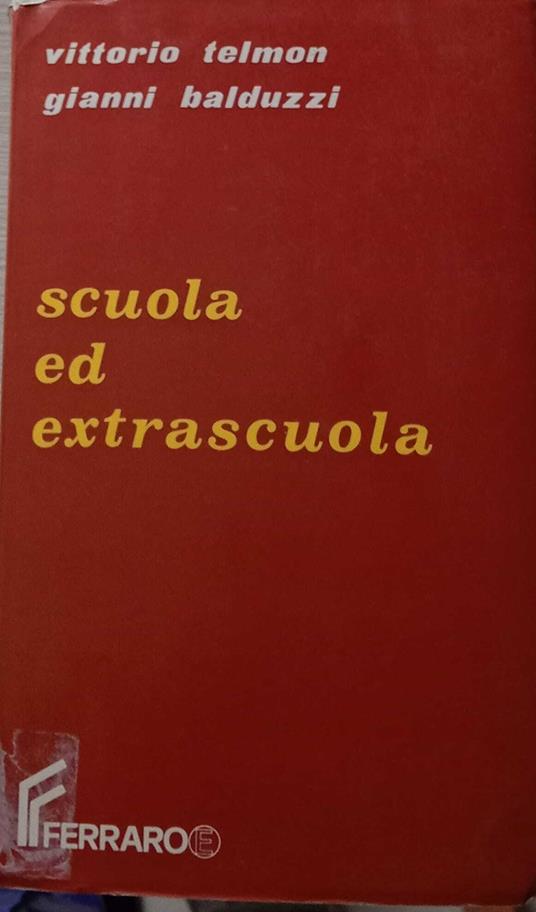 vittorio telmon
gianni balduzzi
scuola
ed
extrascuola
FERRARO E